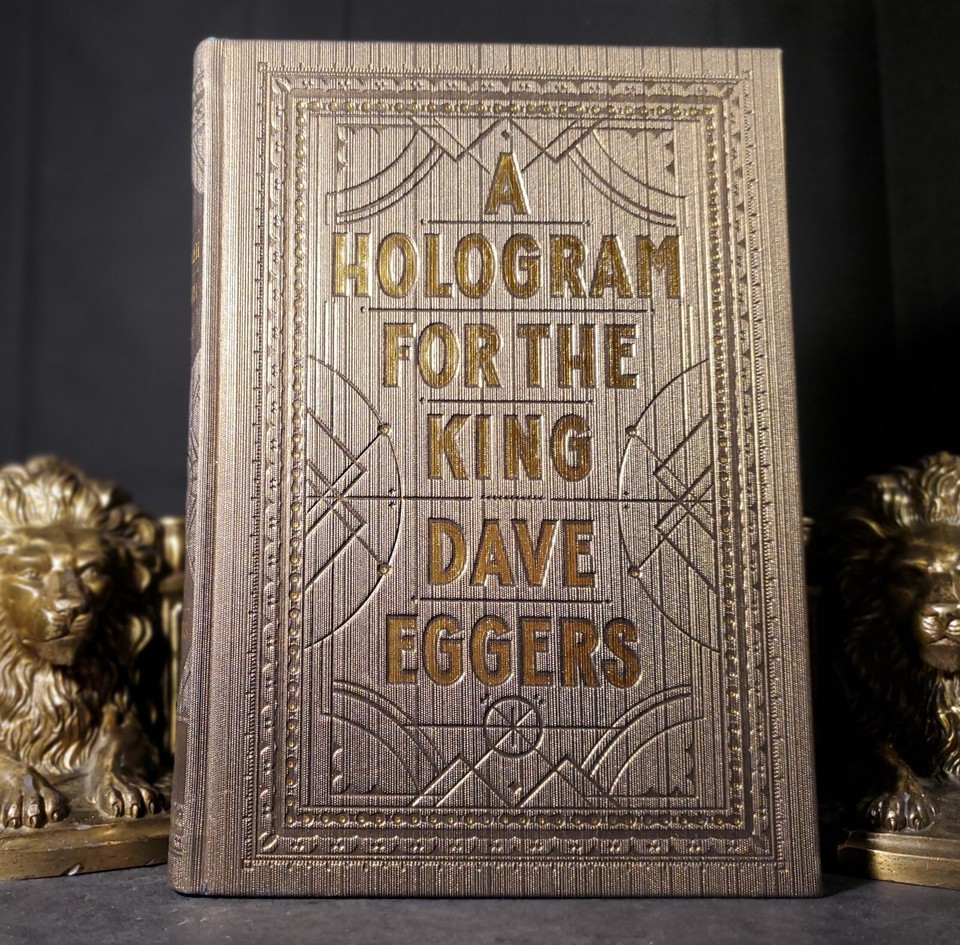 A
HOLOGRAM
FOR THE
KING
DAVE
EGGERS